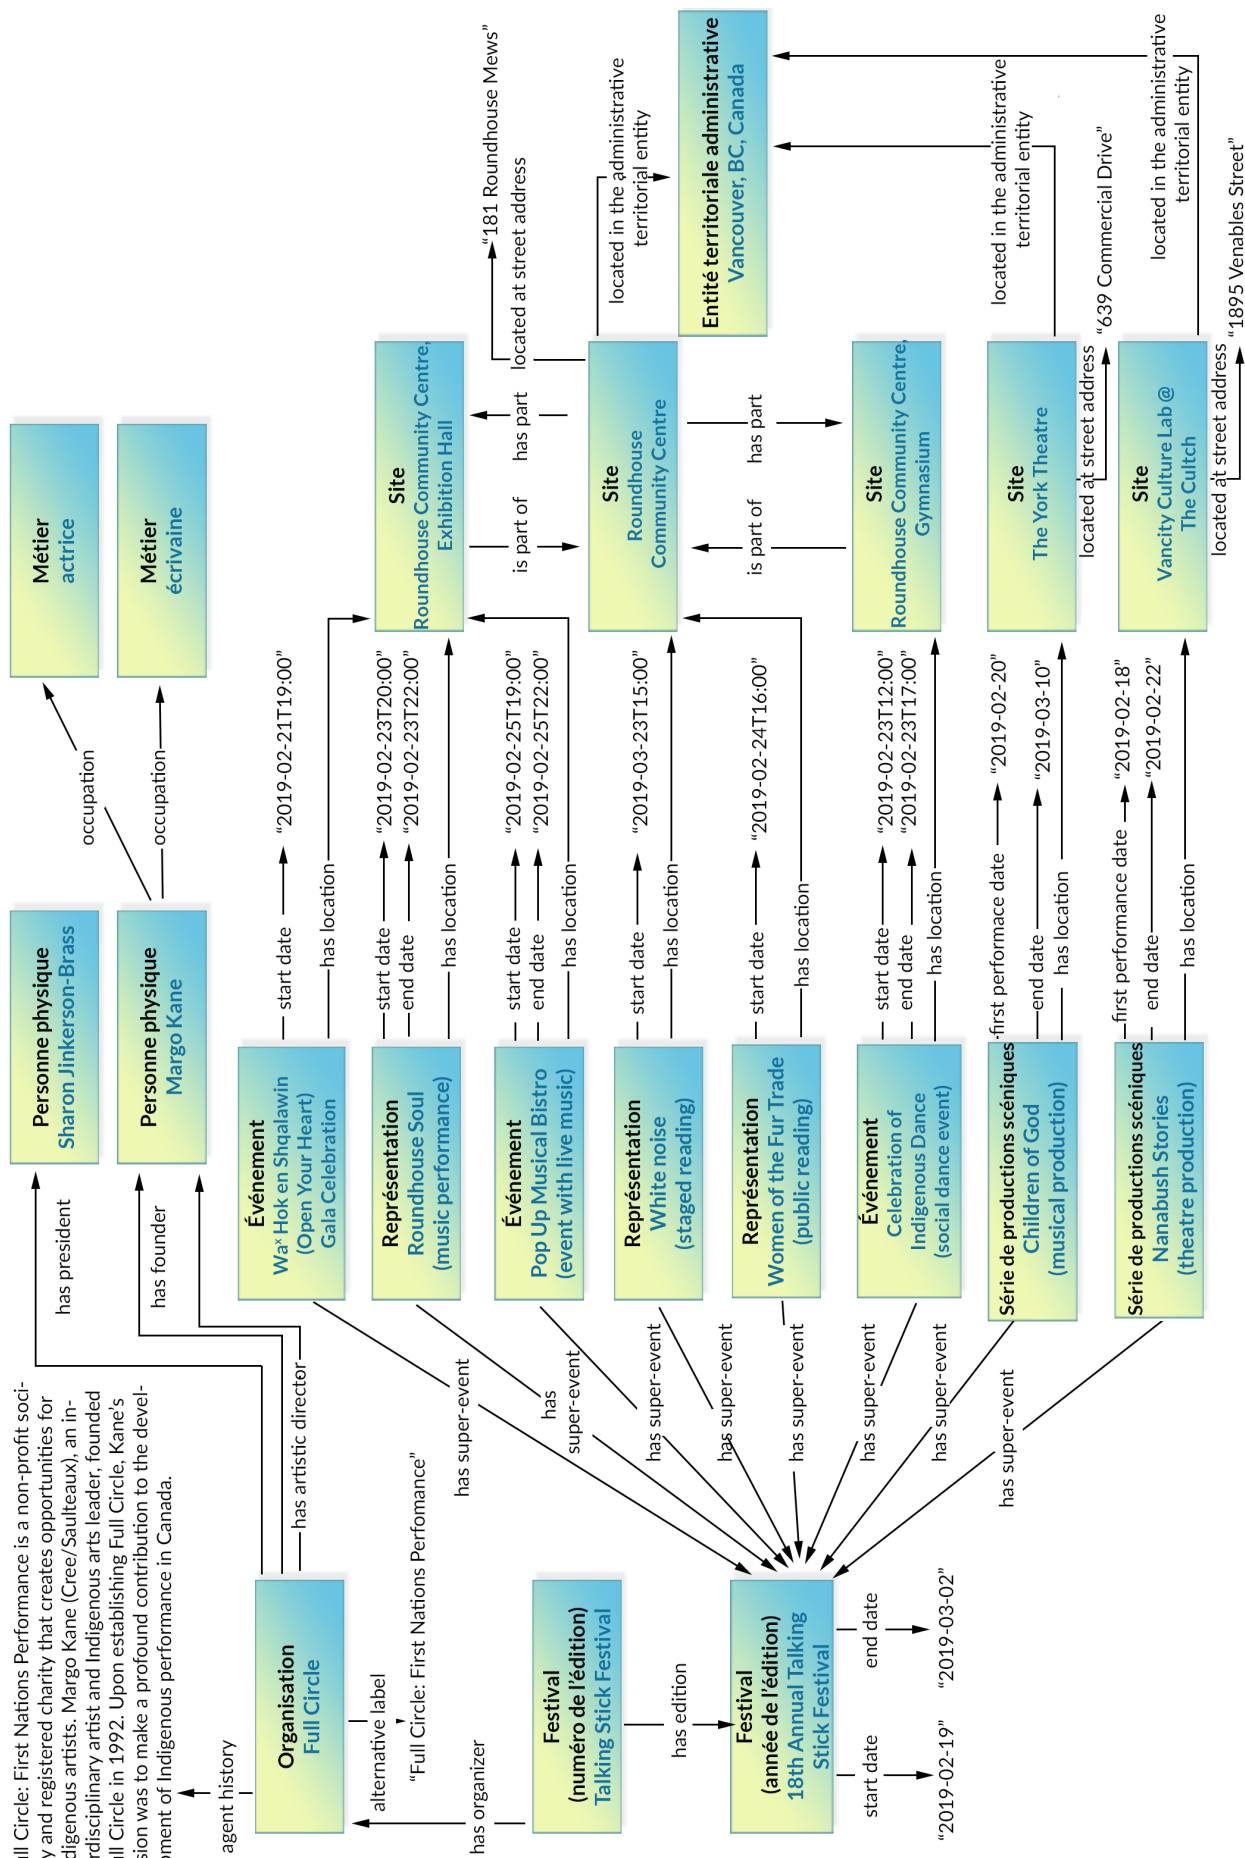 ll Circle: First Nations Performance is a non-profit soci-
y and registered charity that creates opportunities for
digenous artists. Margo Kane (Cree/Saulteaux), an in-
rdisciplinary artist and Indigenous arts leader, founded
ll Circle in 1992. Upon establishing Full Circle, Kane's
sion was to make a profound contribution to the devel-
ment of Indigenous performance in Canada.
agent history
Organisation
Full Circle
alternative label
“Full Circle: First Nations Perfomance”
has organizer
Festival
(numéro de l'édition)
Talking Stick Festival
has edition
Festival
(année de l'édition)
18th Annual Talking
Stick Festival
start date
“2019-02-19”
end date
“2019-03-02”
has president
has founder
has artistic director
Personne physique
Sharon Jinkerson-Brass
Personne physique
Margo Kane
occupation
occupation
Métier
actrice
Métier
écrivaine
has super-event
has
super-event
has super-event
has super-event
has super-event
has super-event
has super-event
has super-event
Événement
Waˣ Hok en Shqalawin
(Open Your Heart)
Gala Celebration
start date
“2019-02-21T19:00”
has location
Représentation
Roundhouse Soul
(music performance)
start date
“2019-02-23T20:00”
end date
“2019-02-23T22:00”
has location
Événement
Pop Up Musical Bistro
(event with live music)
start date
“2019-02-25T19:00”
end date
“2019-02-25T22:00”
has location
Représentation
White noise
(staged reading)
start date
“2019-03-23T15:00”
has location
Représentation
Women of the Fur Trade
(public reading)
start date
“2019-02-24T16:00”
has location
Événement
Celebration of
Indigenous Dance
(social dance event)
start date
“2019-02-23T12:00”
end date
“2019-02-23T17:00”
has location
Série de productions scéniques
Children of God
(musical production)
first performace date
“2019-02-20”
end date
“2019-03-10”
has location
Série de productions scéniques
Nanabush Stories
(theatre production)
first performance date
“2019-02-18”
end date
“2019-02-22”
has location
Site
Roundhouse Community Centre,
Exhibition Hall
is part of
has part
Site
Roundhouse
Community Centre
is part of
has part
Site
Roundhouse Community Centre,
Gymnasium
Site
The York Theatre
located at street address
“639 Commercial Drive”
Site
Vancity Culture Lab @
The Cultch
located at street address
“1895 Venables Street”
“181 Roundhouse Mews”
located at street address
located in the administrative
territorial entity
Entité territoriale administrative
Vancouver, BC, Canada
located in the administrative
territorial entity
located in the administrative
territorial entity